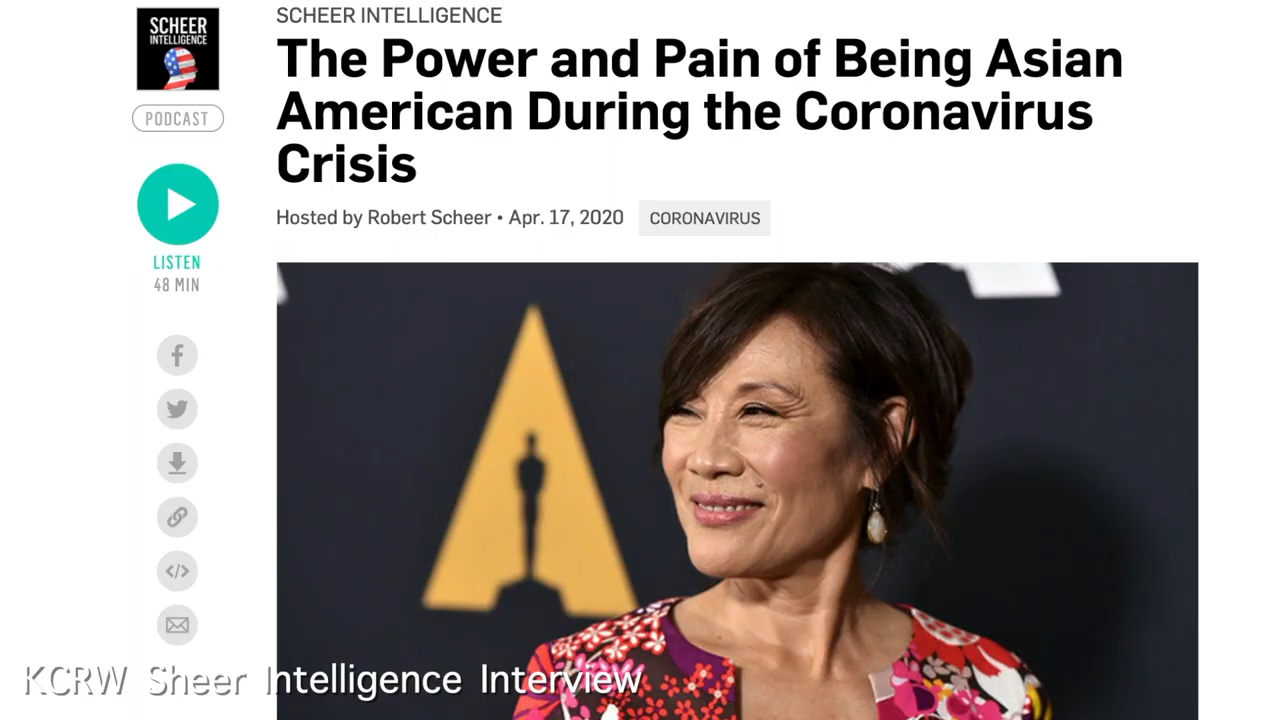 SCHEER INTELLIGENCE
SCHEER
INTELLIGENCE
The Power and Pain of Being Asian
American During the Coronavirus
Crisis
PODCAST
Hosted by Robert Scheer • Apr. 17, 2020
CORONAVIRUS
LISTEN
48 MIN
KCRW Sheer Intelligence Interview